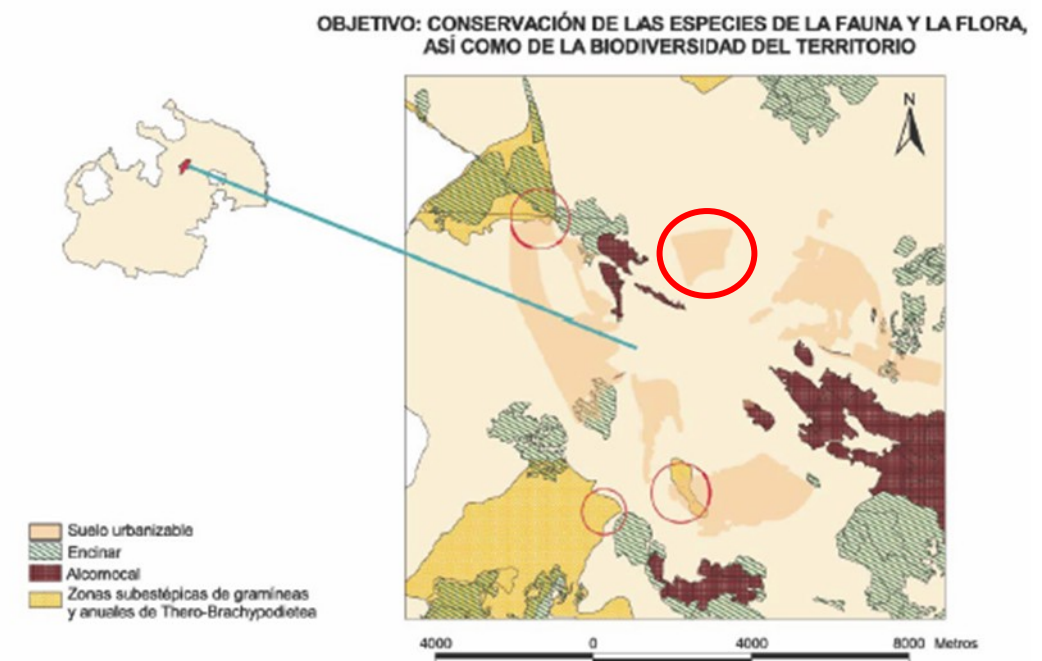 OBJETIVO: CONSERVACIÓN DE LAS ESPECIES DE LA FAUNA Y LA FLORA,
ASÍ COMO DE LA BIODIVERSIDAD DEL TERRITORIO
N
Suelo urbanizable
Encinar
Alcornocal
Zonas subestépicas de gramíneas
y anuales de Thero-Brachypodietea
4000 0 4000 8000 Metros